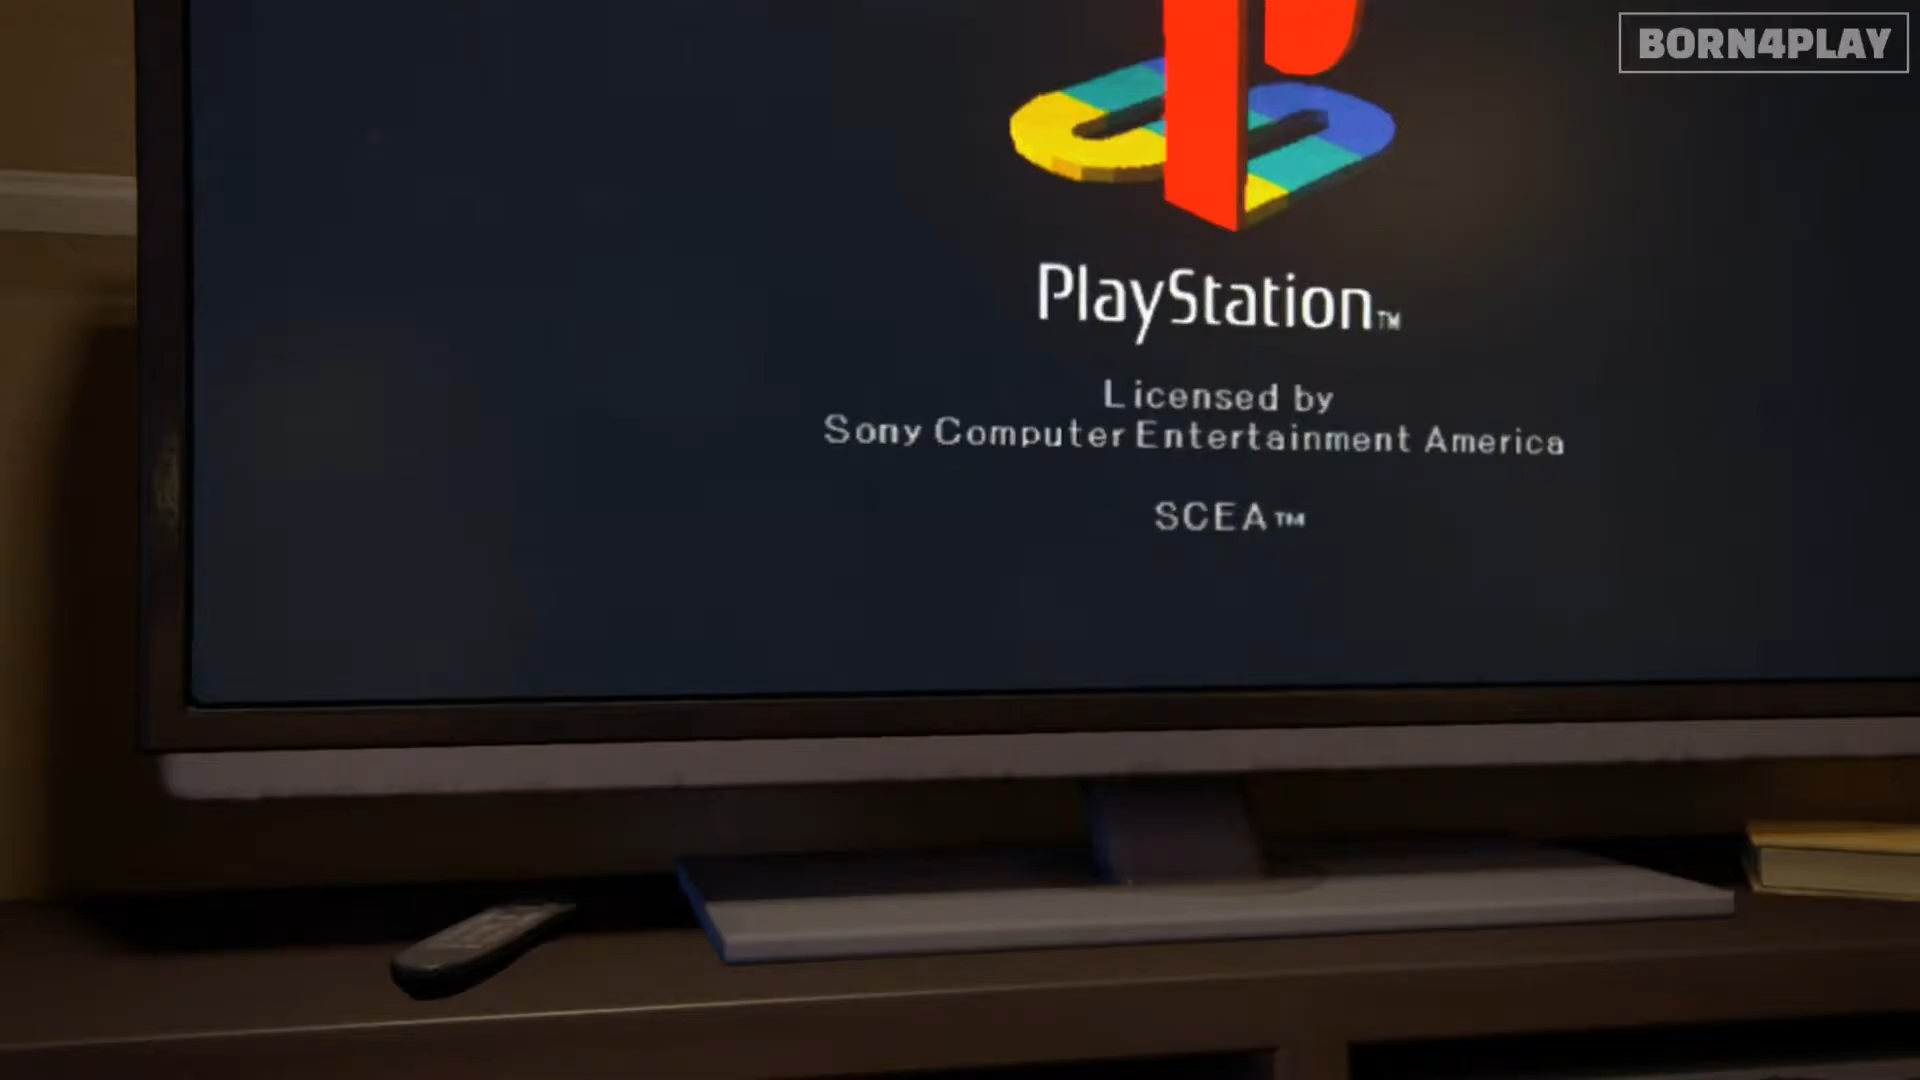 BORN4PLAY
PlayStation™
Licensed by
Sony Computer Entertainment America
SCEA™